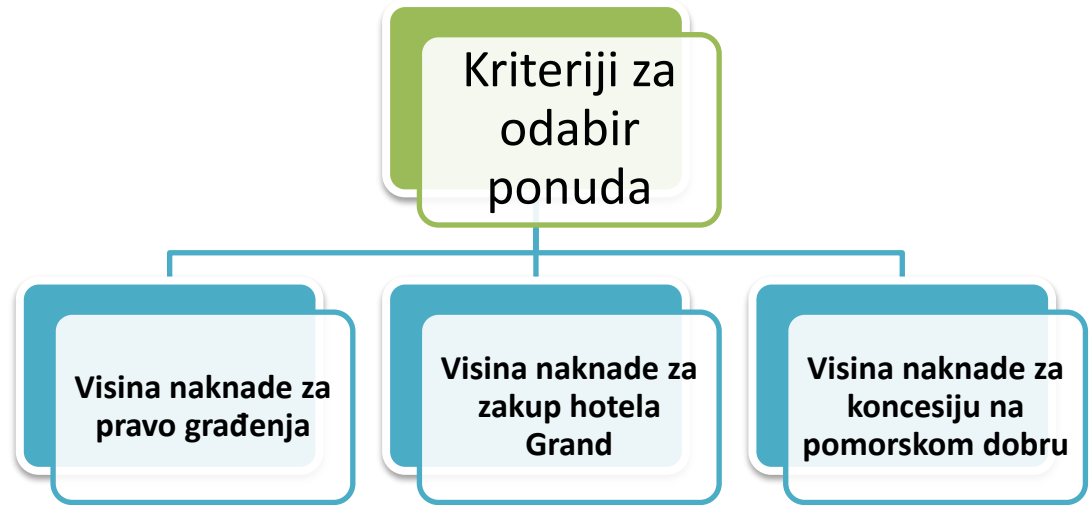 Kriteriji za
odabir
ponuda
Visina naknade za
pravo građenja
Visina naknade za
zakup hotela
Grand
Visina naknade za
koncesiju na
pomorskom dobru